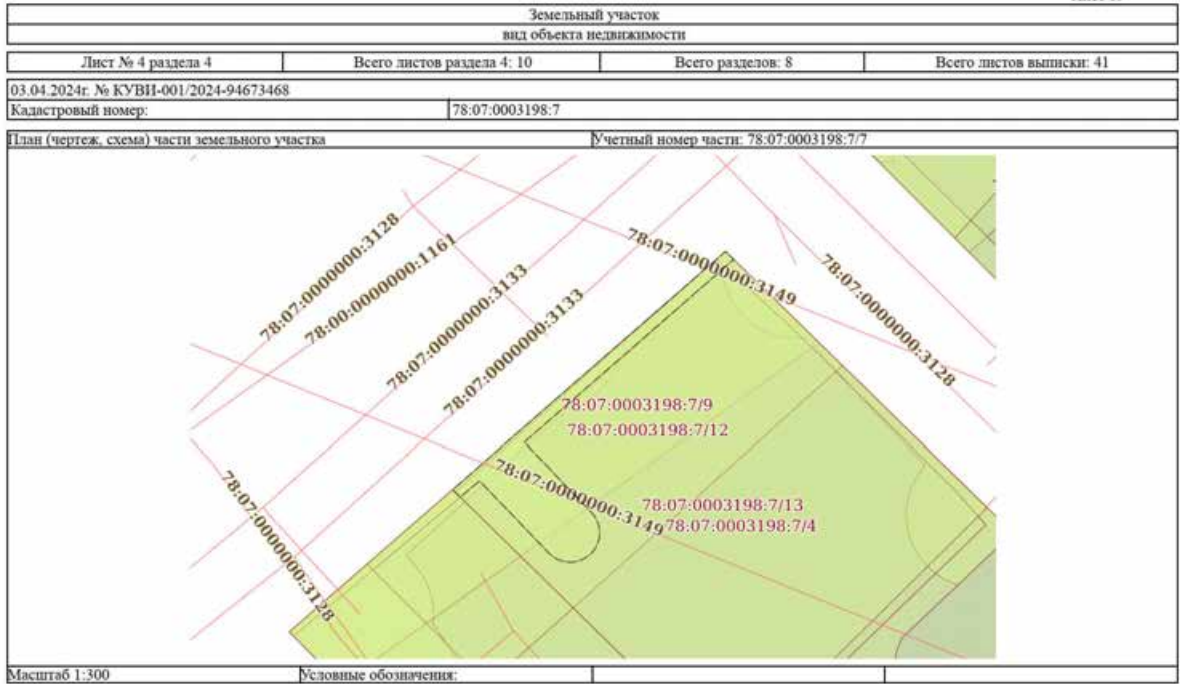 Земельный участок
вид объекта недвижимости
Лист № 4 раздела 4 Всего листов раздела 4: 10 Всего разделов: 8 Всего листов выписки: 41
03.04.2024г. № КУВИ-001/2024-94673468
Кадастровый номер: 78:07:0003198:7
План (чертеж, схема) части земельного участка Учетный номер части: 78:07:0003198:7/7
78:07:0000000:3128
78:00:0000000:1161
78:07:0000000:3133
78:07:0000000:3133
78:07:0000000:3149
78:07:0000000:3128
78:07:0003198:7/9
78:07:0003198:7/12
78:07:0000000:3149
78:07:0003198:7/13
78:07:0003198:7/4
78:07:0000000:3128
Масштаб 1:300 Условные обозначения: